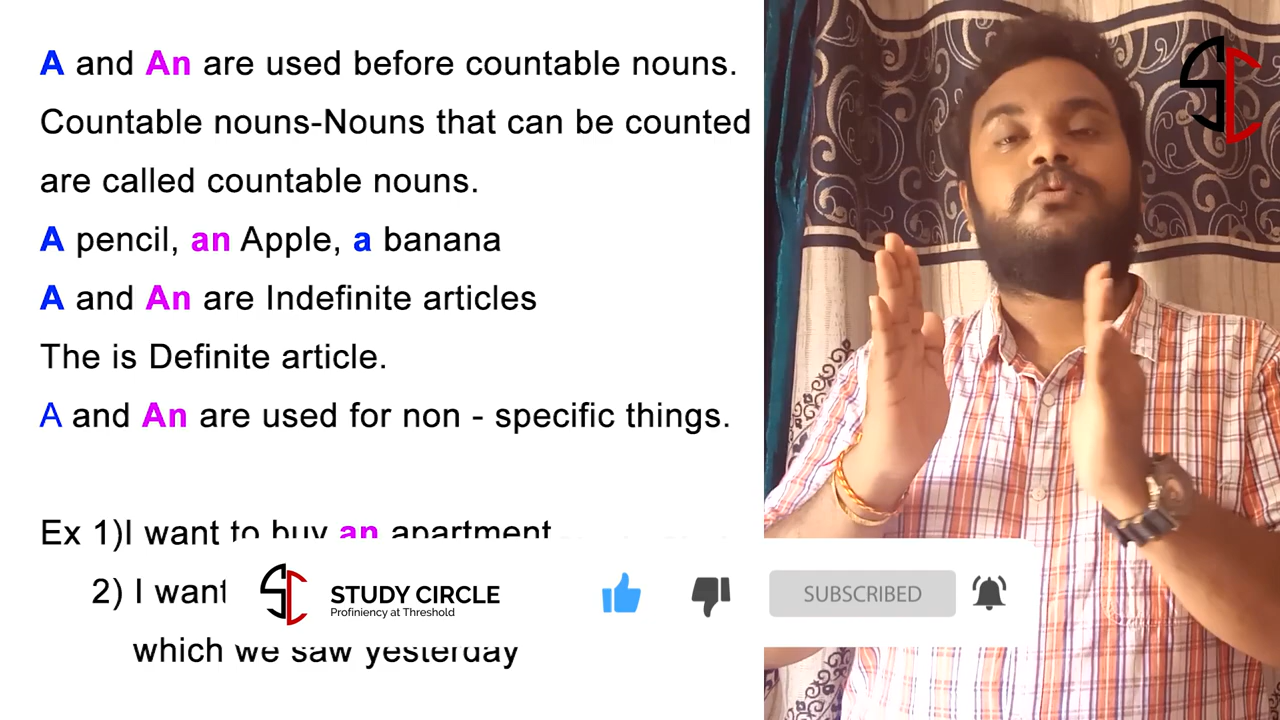 A and An are used before countable nouns.
Countable nouns-Nouns that can be counted
are called countable nouns.
A pencil, an Apple, a banana
A and An are Indefinite articles
The is Definite article.
A and An are used for non - specific things.
Ex 1)I want to buy an apartment
2) I want
which we saw yesterday
STUDY CIRCLE
Profiniency at Threshold
SUBSCRIBED
SC